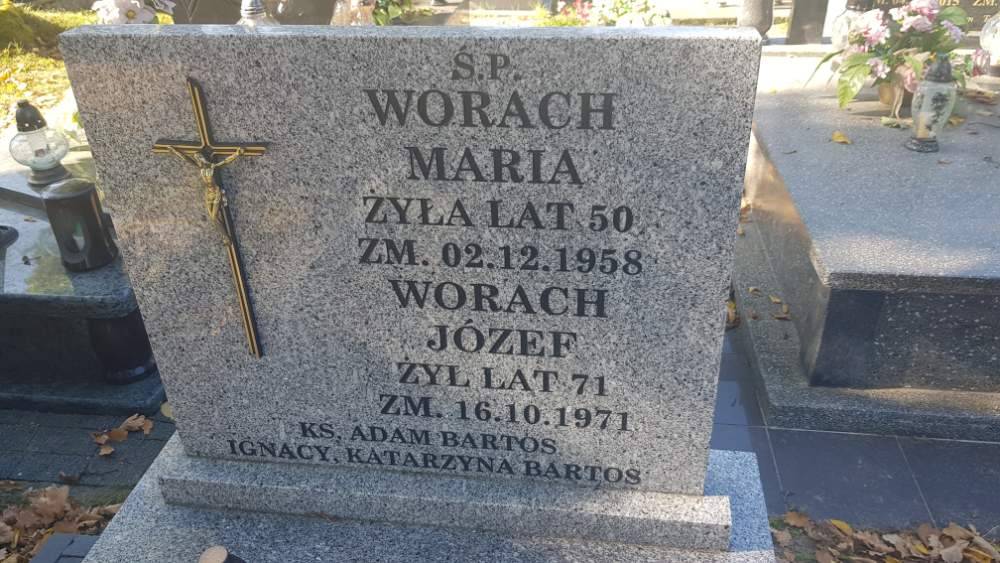 Ś.P.
WORACH
MARIA
ŻYŁA LAT 50
ZM. 02.12.1958
WORACH
JÓZEF
ŻYL LAT 71
ZM. 16.10.1971
KS. ADAM BARTOS
IGNACY, KATARZYNA BARTOS